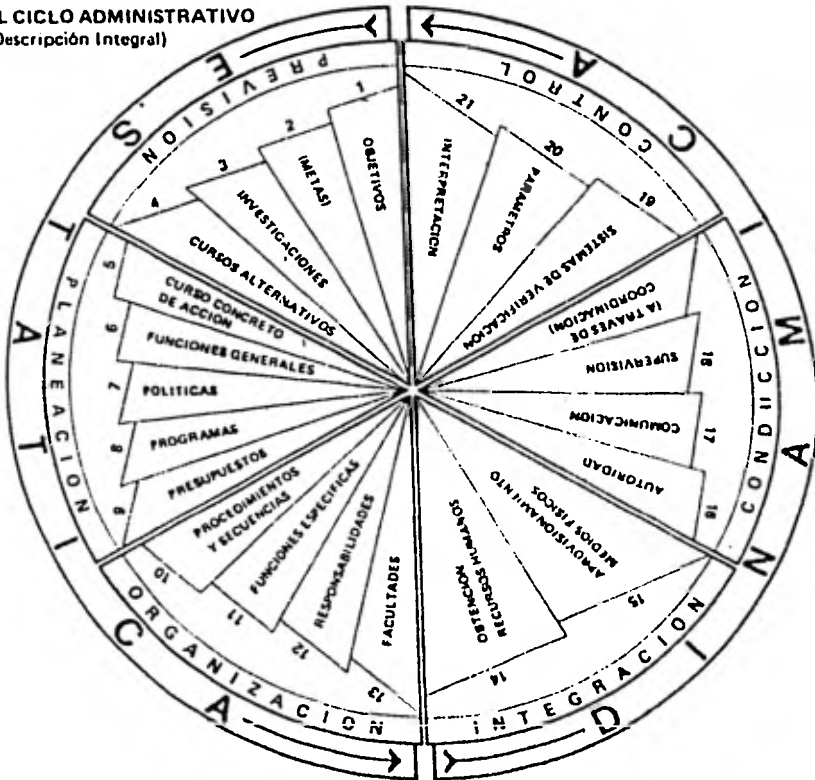 L CICLO ADMINISTRATIVO
Descripción Integral)
E.STATICA
PREVISION
1
OBJETIVOS
2
(METAS)
3
INVESTIGACIONES
4
CURSOS ALTERNATIVOS
PLANEACION
5
CURSO CONCRETO
DE ACCION
6
FUNCIONES GENERALES
7
POLITICAS
8
PROGRAMAS
9
PRESUPUESTOS
ORGANIZACION
10
PROCEDIMIENTOS
Y SECUENCIAS
11
FUNCIONES ESPECIFICAS
12
RESPONSABILIDADES
13
FACULTADES
DINAMICA
INTEGRACION
14
OBTENCION
RECURSOS HUMANOS
15
APROVISIONAMIENTO
MEDIOS FISICOS
CONDUCCION
16
AUTORIDAD
17
COMUNICACION
18
SUPERVISION
(A TRAVES DE
COORDINACION)
CONTROL
19
SISTEMAS DE VERIFICACION
20
PARAMETROS
21
INTERPRETACION